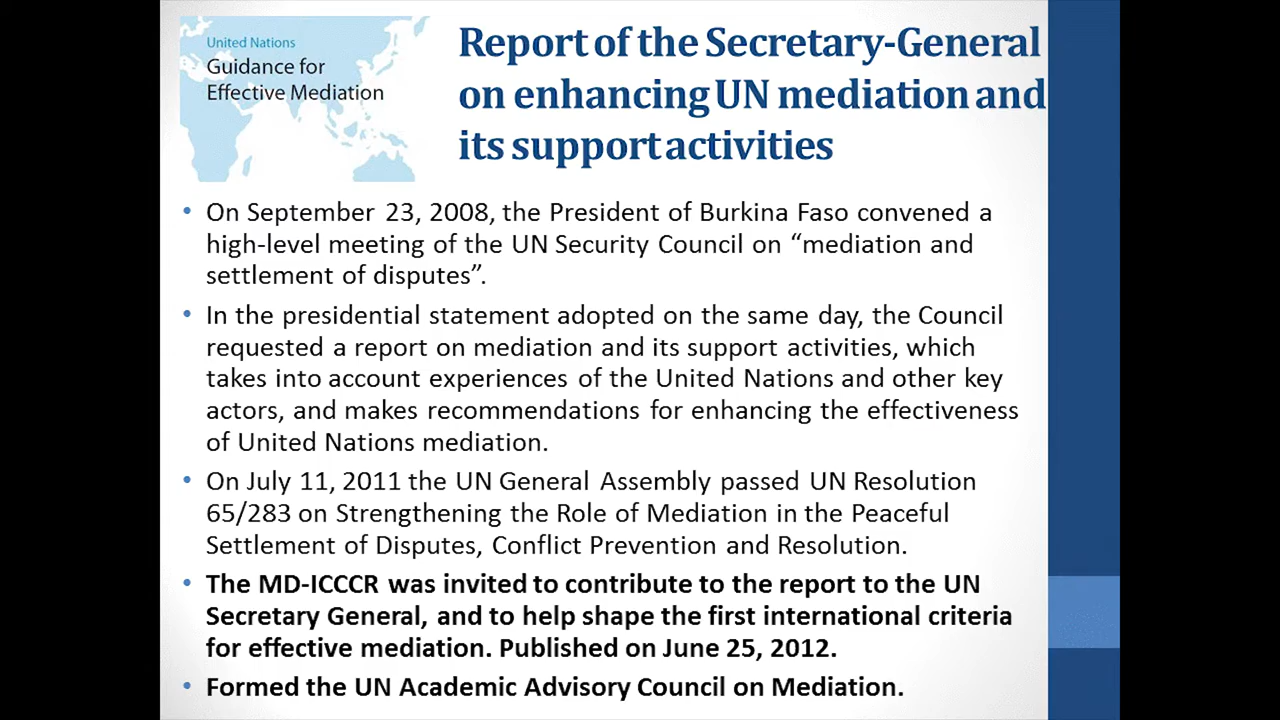 United Nations
Guidance for
Effective Mediation
Report of the Secretary-General
on enhancing UN mediation and
its support activities
• On September 23, 2008, the President of Burkina Faso convened a
high-level meeting of the UN Security Council on “mediation and
settlement of disputes”.
• In the presidential statement adopted on the same day, the Council
requested a report on mediation and its support activities, which
takes into account experiences of the United Nations and other key
actors, and makes recommendations for enhancing the effectiveness
of United Nations mediation.
• On July 11, 2011 the UN General Assembly passed UN Resolution
65/283 on Strengthening the Role of Mediation in the Peaceful
Settlement of Disputes, Conflict Prevention and Resolution.
• The MD-ICCCR was invited to contribute to the report to the UN
Secretary General, and to help shape the first international criteria
for effective mediation. Published on June 25, 2012.
• Formed the UN Academic Advisory Council on Mediation.